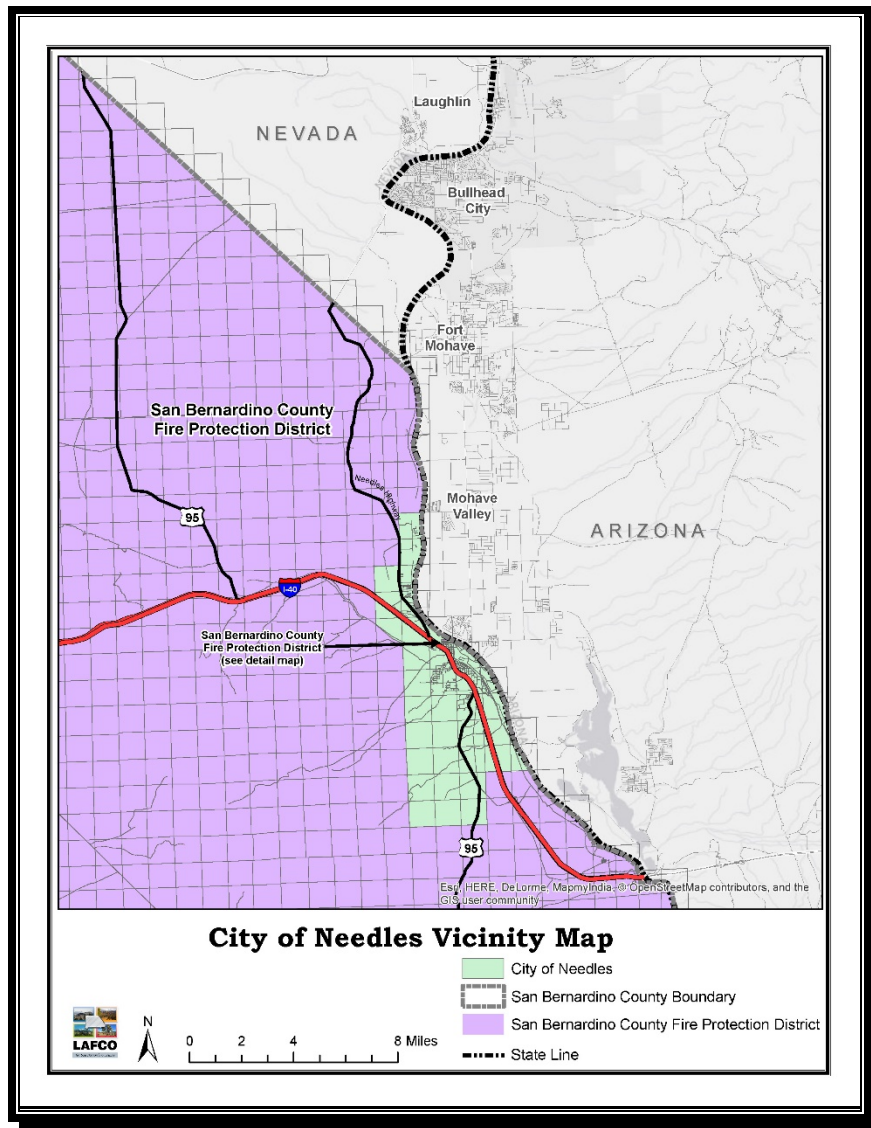 Laughlin
NEVADA
Bullhead
City
Fort
Mohave
San Bernardino County
Fire Protection District
Needles Highway
Mohave
Valley
95
ARIZONA
I-40
San Bernardino County
Fire Protection District
(see detail map)
ARIZONA
95
Esri, HERE, DeLorme, MapmyIndia, © OpenStreetMap contributors, and the
GIS user community
City of Needles Vicinity Map
City of Needles
San Bernardino County Boundary
San Bernardino County Fire Protection District
State Line
LAFCO
N
0 2 4 8 Miles